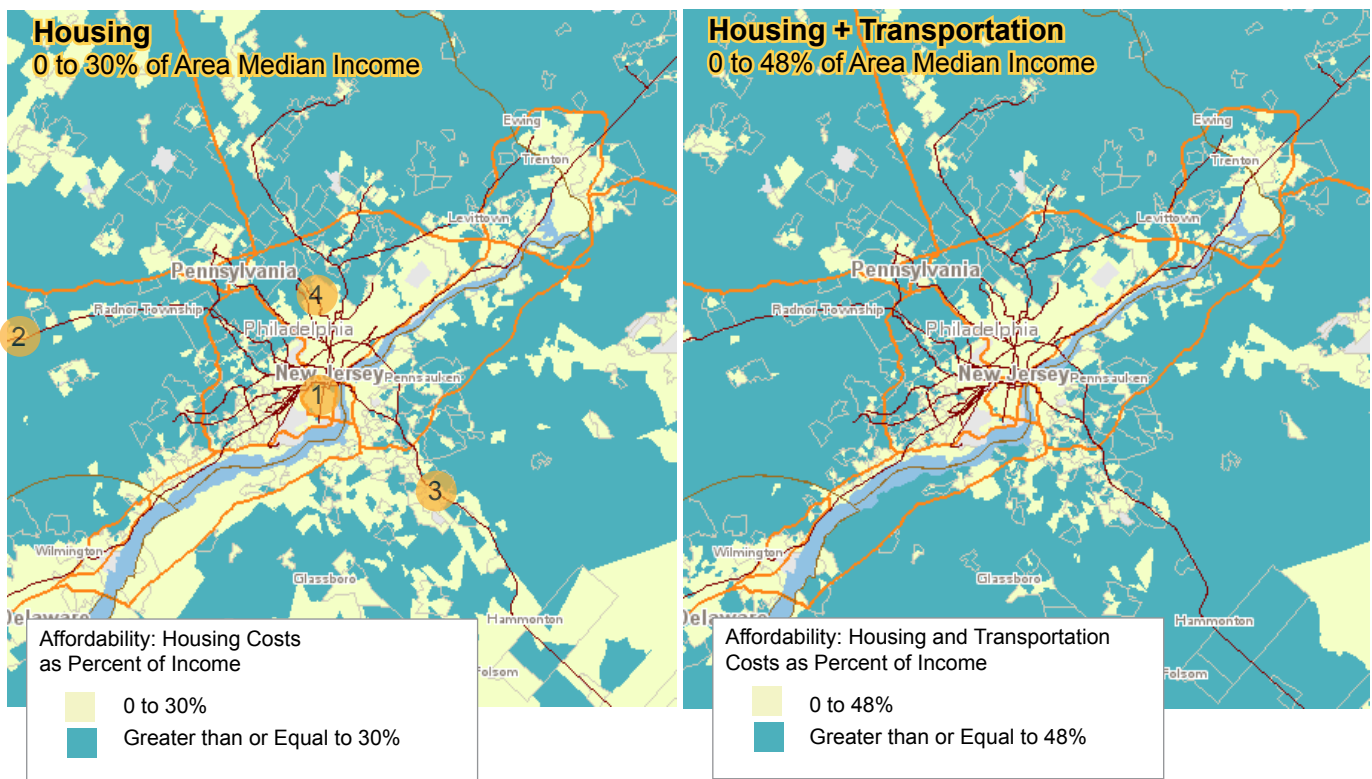 Housing
0 to 30% of Area Median Income
Ewing
Trenton
Levittown
Pennsylvania
4
Radnor Township
2
Philadelphia
New Jersey
Pennsauken
1
3
Wilmington
Glassboro
Delaware
Hammonton
Folsom
Affordability: Housing Costs
as Percent of Income
0 to 30%
Greater than or Equal to 30%
Housing + Transportation
0 to 48% of Area Median Income
Ewing
Trenton
Levittown
Pennsylvania
Radnor Township
Philadelphia
New Jersey
Pennsauken
Wilmington
Glassboro
Delaware
Hammonton
Folsom
Affordability: Housing and Transportation
Costs as Percent of Income
0 to 48%
Greater than or Equal to 48%